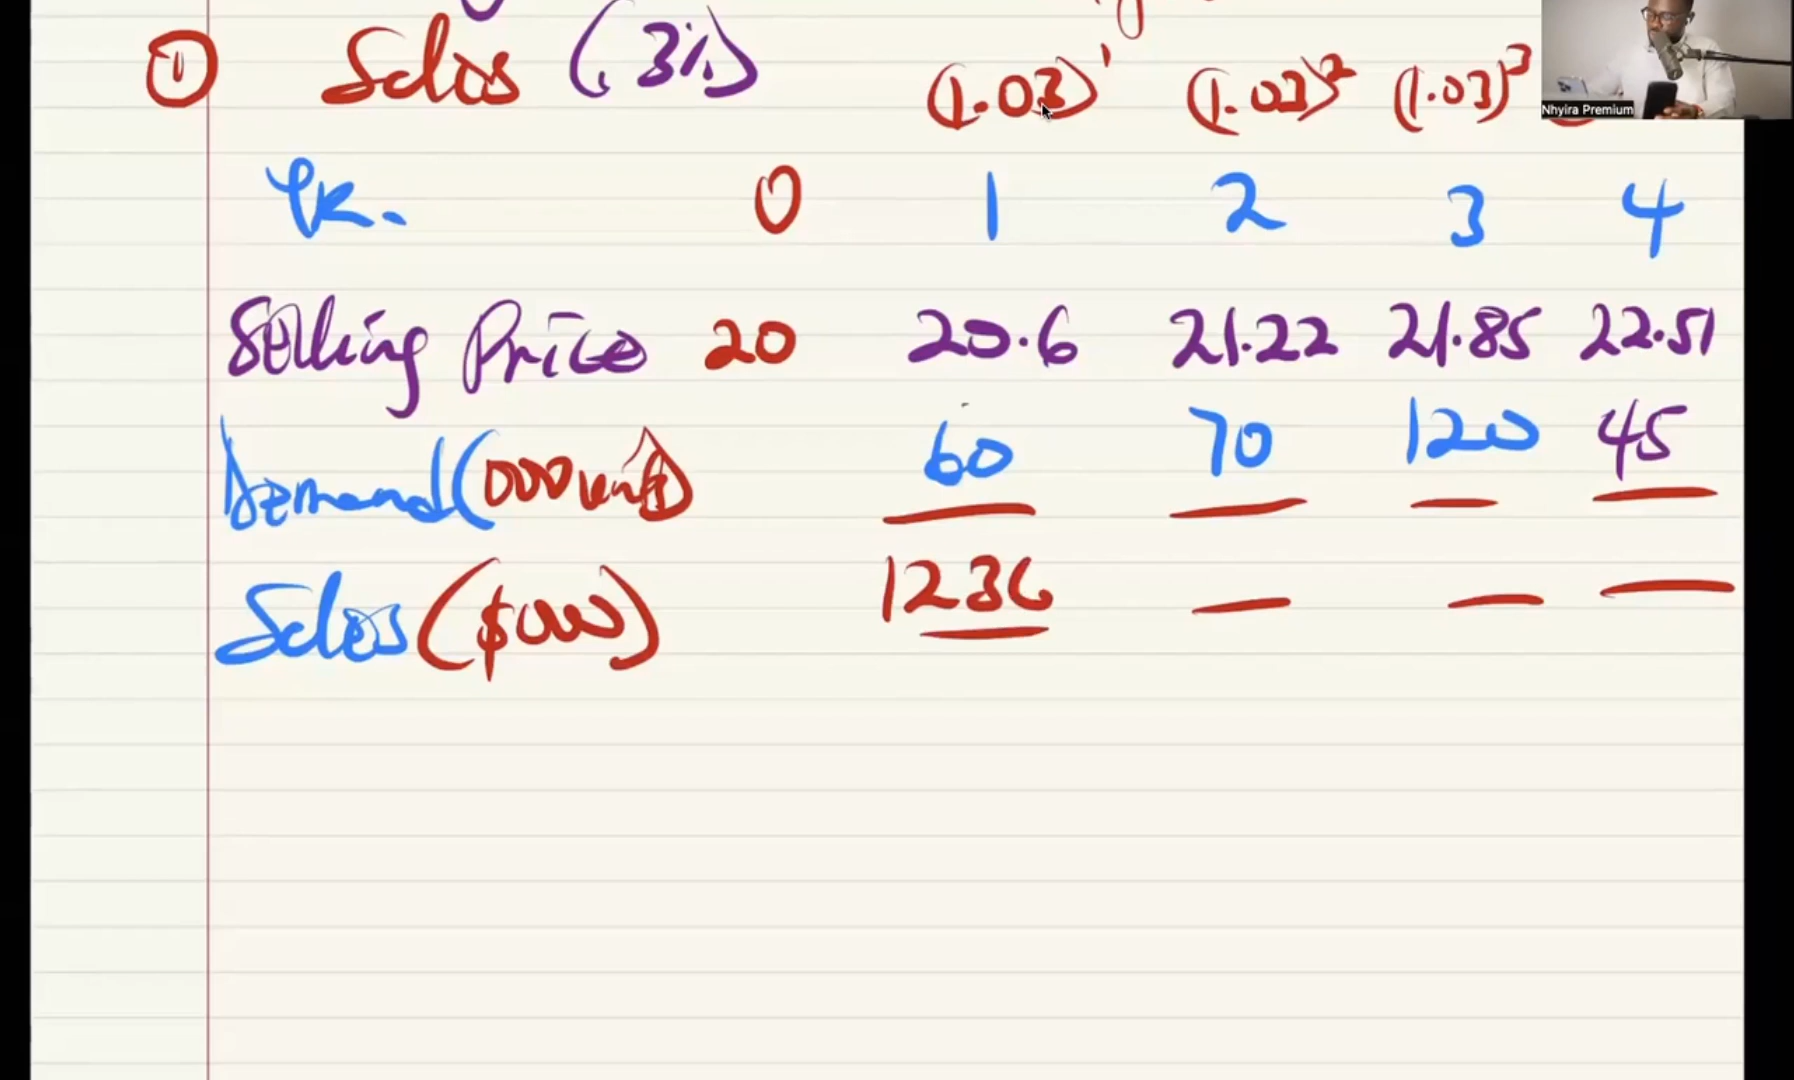 ① Sales (3%) (1.03)¹ (1.03)² (1.03)³
Nhyira Premium
YR. 0 1 2 3 4
Selling Price 20 20.6 21.22 21.85 22.51
Demand (000 units) 60 70 120 45
Sales ($000) 1236